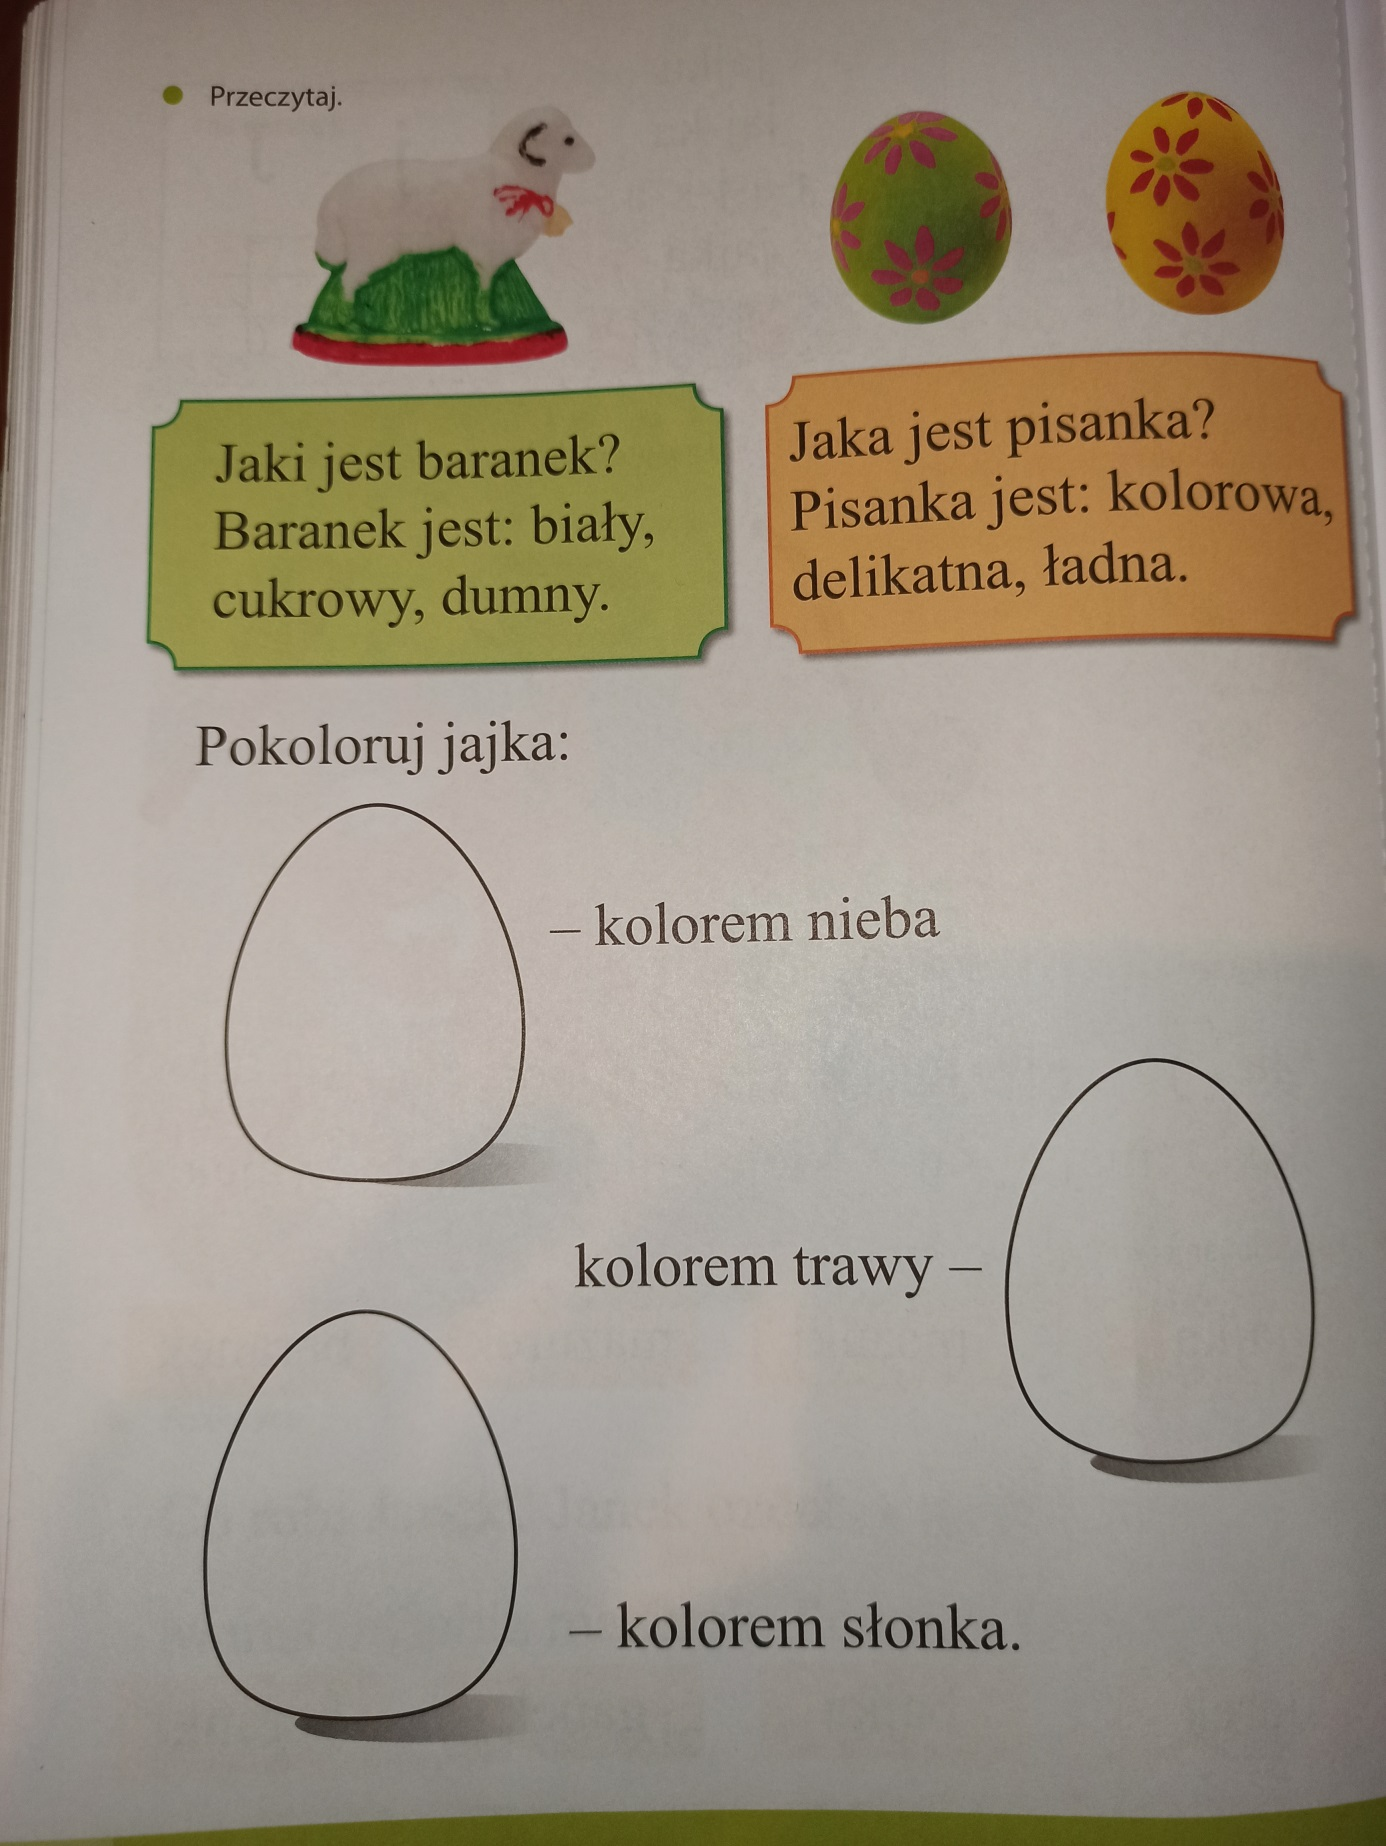 Przeczytaj.
Jaki jest baranek?
Baranek jest: biały,
cukrowy, dumny.
Jaka jest pisanka?
Pisanka jest: kolorowa,
delikatna, ładna.
Pokoloruj jajka:
– kolorem nieba
kolorem trawy –
– kolorem słonka.